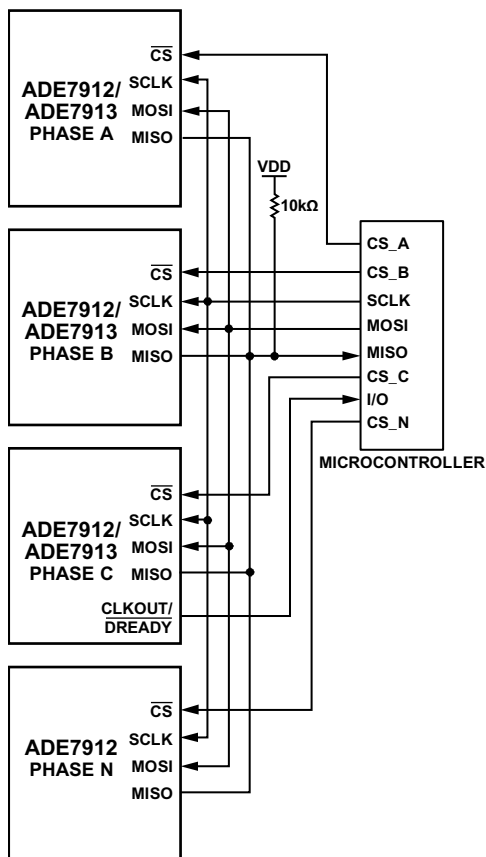 CS
SCLK
ADE7912/
ADE7913
PHASE A
MOSI
MISO
VDD
10kΩ
CS
SCLK
ADE7912/
ADE7913
PHASE B
MOSI
MISO
CS_A
CS_B
SCLK
MOSI
MISO
CS_C
I/O
CS_N
MICROCONTROLLER
CS
SCLK
ADE7912/
ADE7913
PHASE C
MOSI
MISO
CLKOUT/
DREADY
CS
SCLK
ADE7912
PHASE N
MOSI
MISO